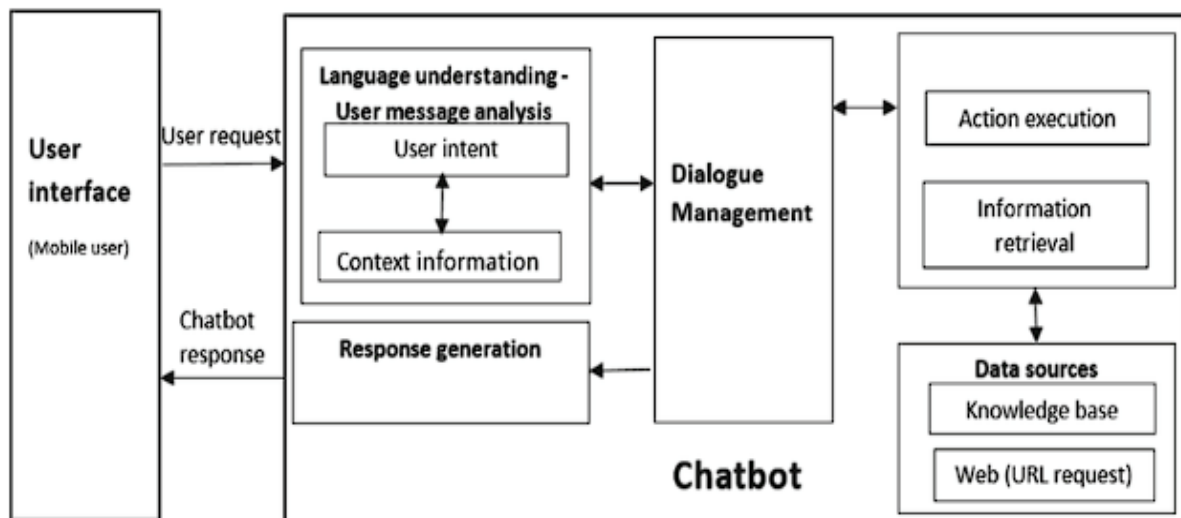 User
interface
(Mobile user)
User request
Chatbot
response
Language understanding -
User message analysis
User intent
Context information
Response generation
Dialogue
Management
Action execution
Information
retrieval
Data sources
Knowledge base
Web (URL request)
Chatbot